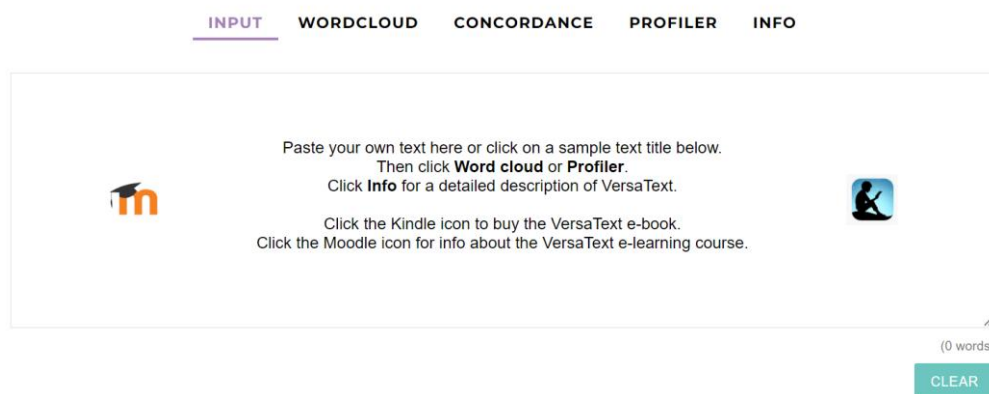 INPUT WORDCLOUD CONCORDANCE PROFILER INFO
Paste your own text here or click on a sample text title below.
Then click Word cloud or Profiler.
Click Info for a detailed description of VersaText.
Click the Kindle icon to buy the VersaText e-book.
Click the Moodle icon for info about the VersaText e-learning course.
(0 words
CLEAR